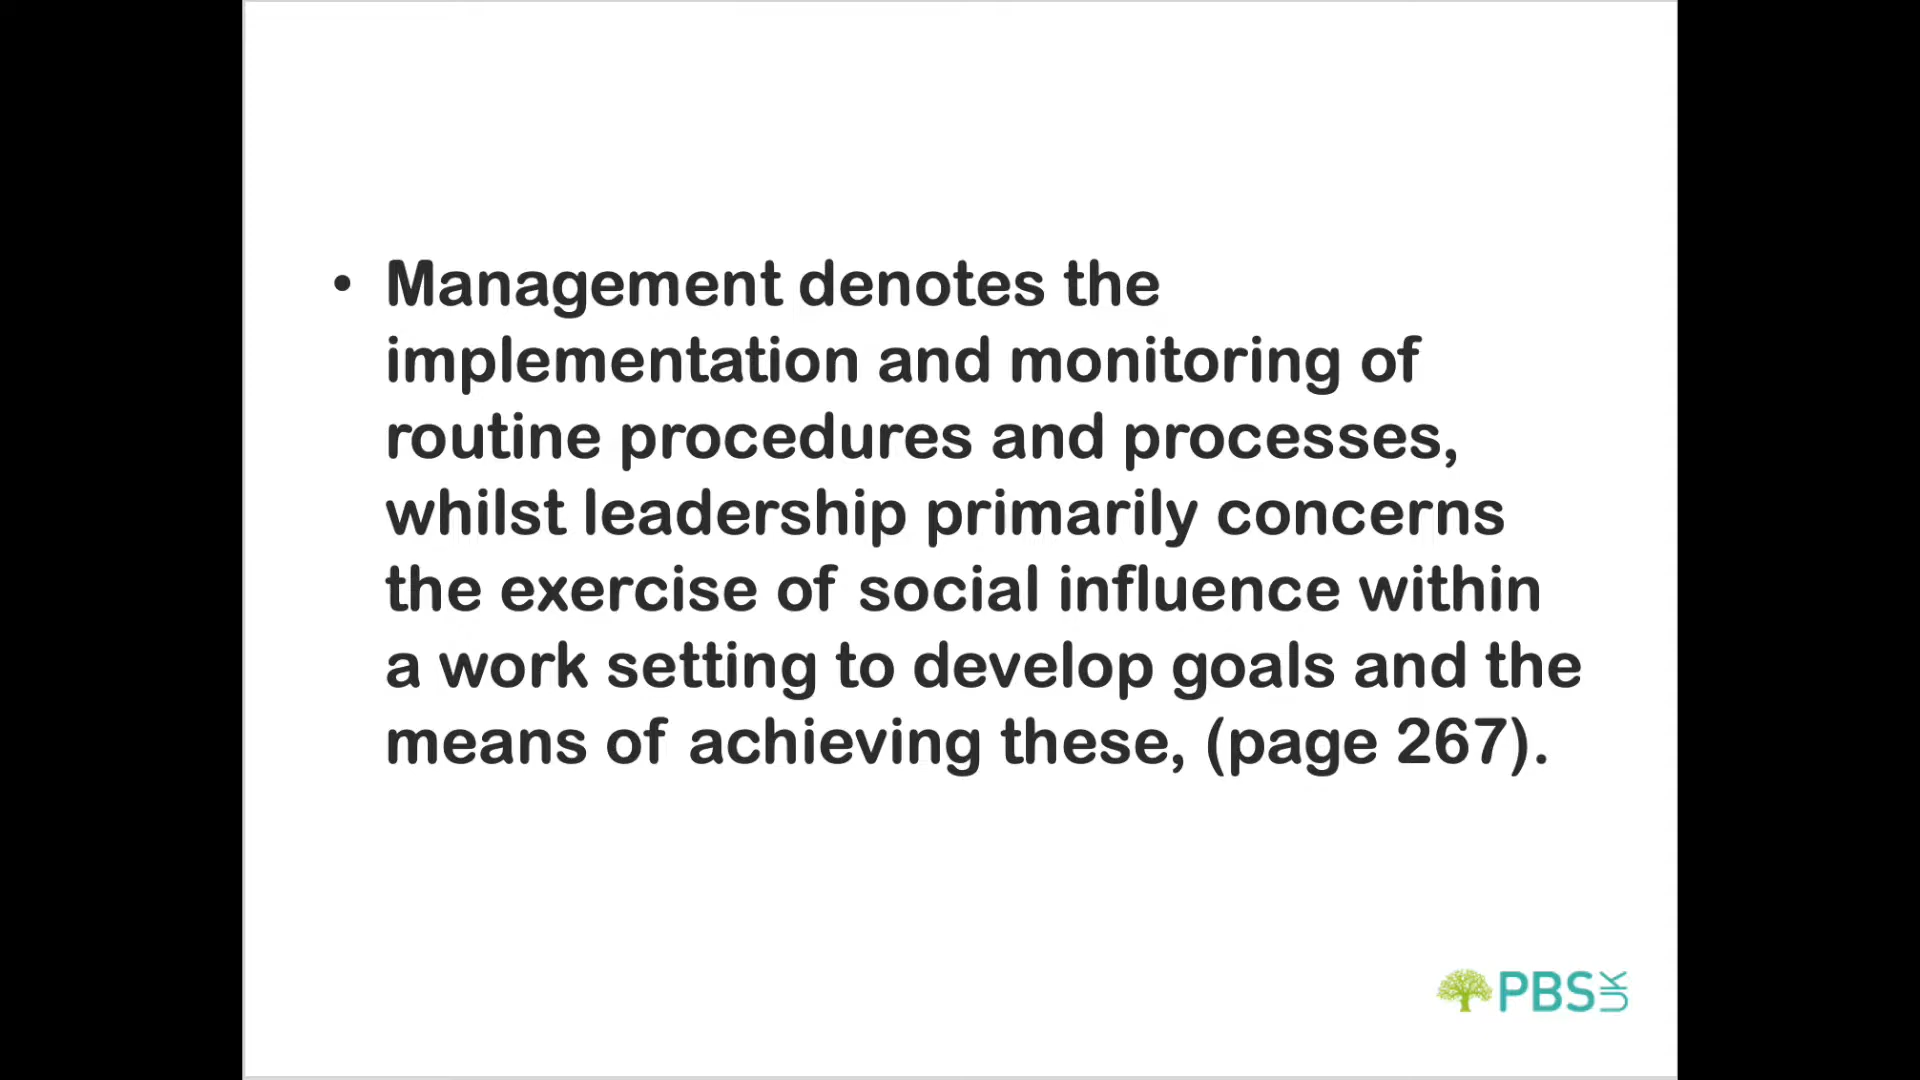 • Management denotes the
implementation and monitoring of
routine procedures and processes,
whilst leadership primarily concerns
the exercise of social influence within
a work setting to develop goals and the
means of achieving these, (page 267).
PBS UK